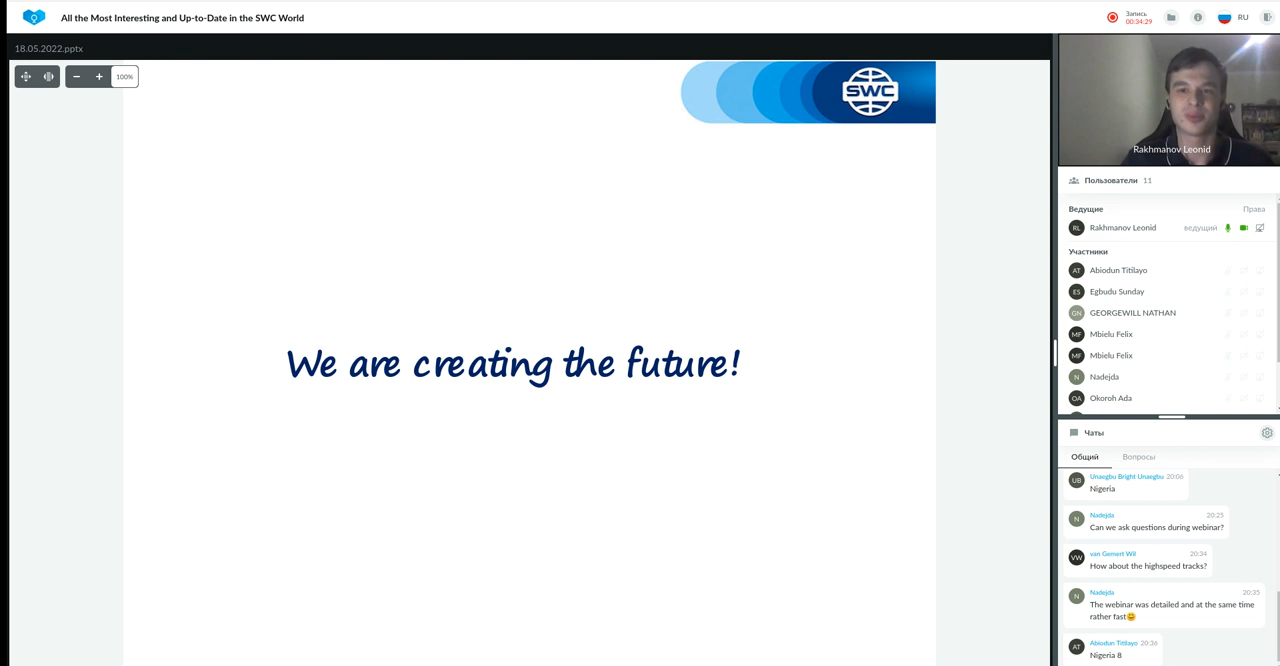 All the Most Interesting and Up-to-Date in the SWC World
Запись
00:34:29
RU
18.05.2022.pptx
100%
SWC
We are creating the future!
Rakhmanov Leonid
Пользователи 11
Ведущие Права
RL Rakhmanov Leonid ведущий
Участники
AT Abiodun Titilayo
ES Egbudu Sunday
GN GEORGEWILL NATHAN
MF Mbielu Felix
MF Mbielu Felix
N Nadejda
OA Okoroh Ada
Чаты
Общий Вопросы
UB Unaegbu Bright Unaegbu 20:06
Nigeria
N Nadejda 20:25
Can we ask questions during webinar?
VW van Gemert Wil 20:34
How about the highspeed tracks?
N Nadejda 20:35
The webinar was detailed and at the same time
rather fast😊
AT Abiodun Titilayo 20:36
Nigeria 8